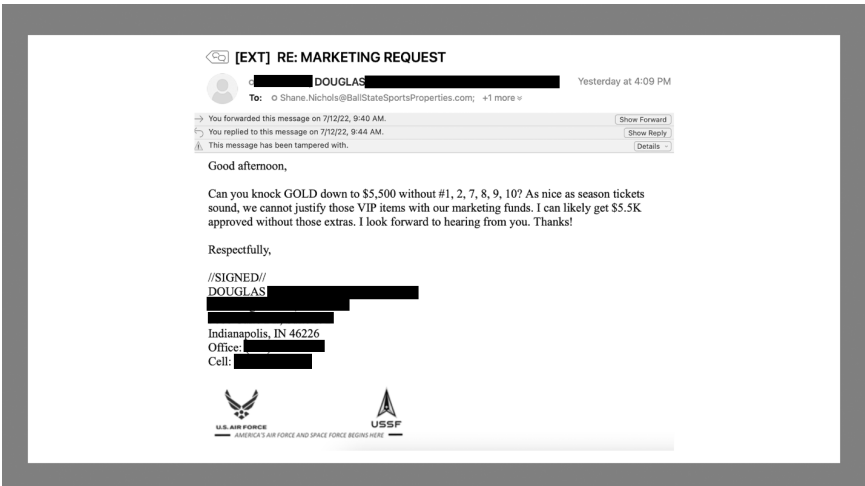 [EXT] RE: MARKETING REQUEST
DOUGLAS
Yesterday at 4:09 PM
To: Shane.Nichols@BallStateSportsProperties.com; +1 more
You forwarded this message on 7/12/22, 9:40 AM.
Show Forward
You replied to this message on 7/12/22, 9:44 AM.
Show Reply
This message has been tampered with.
Details
Good afternoon,
Can you knock GOLD down to $5,500 without #1, 2, 7, 8, 9, 10? As nice as season tickets
sound, we cannot justify those VIP items with our marketing funds. I can likely get $5.5K
approved without those extras. I look forward to hearing from you. Thanks!
Respectfully,
//SIGNED//
DOUGLAS
Indianapolis, IN 46226
Office:
Cell:
U.S. AIR FORCE
USSF
AMERICA'S AIR FORCE AND SPACE FORCE BEGINS HERE